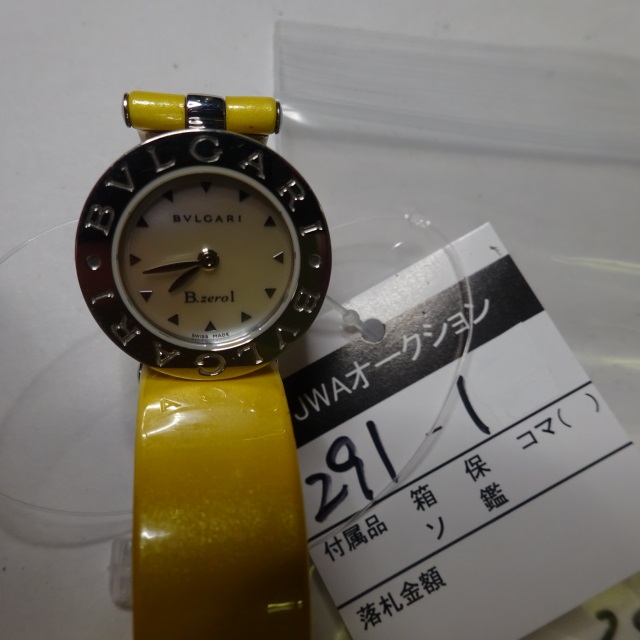 BVLGARI • BVLGARI •
BVLGARI
B.zero1
SWISS MADE
JWAオークション
291-1
付属品 箱 保 コマ( )
ソ 鑑
落札金額